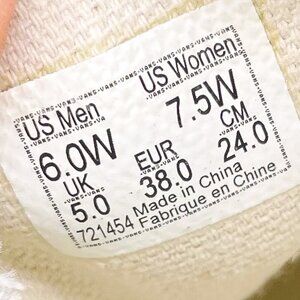 US Men US Women
6.0W 7.5W
UK EUR CM
5.0 38.0 24.0
721454 Made in China
Fabrique en Chine